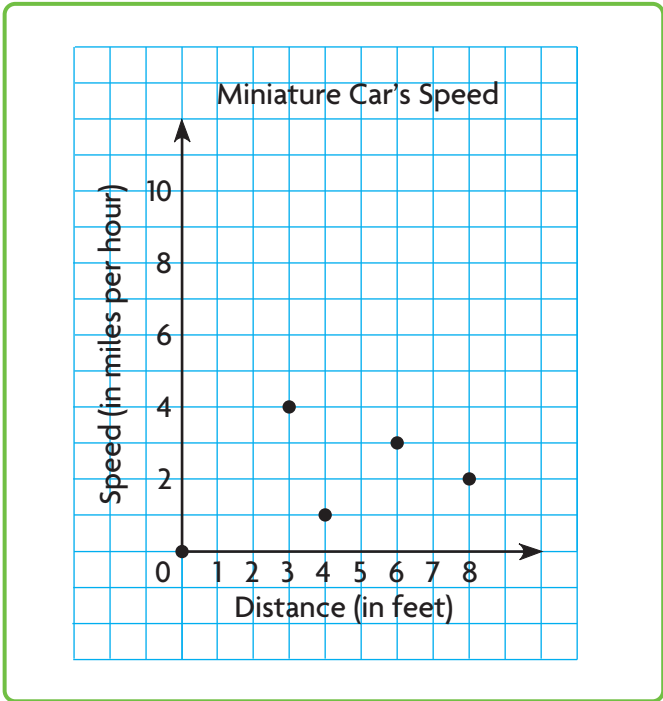 Miniature Car's Speed
Speed (in miles per hour)
10
8
6
4
2
0 1 2 3 4 5 6 7 8
Distance (in feet)